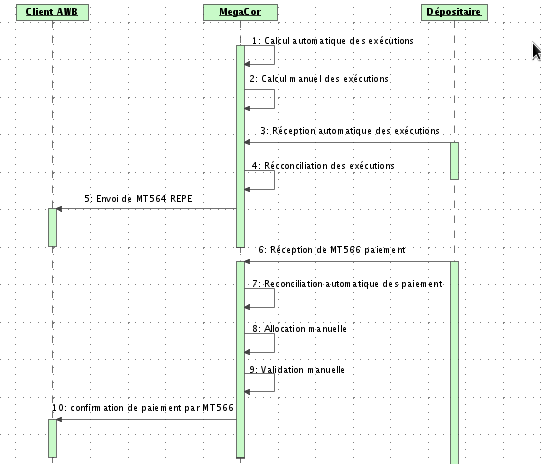 Client AWB
MegaCor
Dépositaire
1: Calcul automatique des exécutions
2: Calcul manuel des exécutions
3: Réception automatique des exécutions
4: Récconciliation des exécutions
5: Envoi de MT564 REPE
6: Réception de MT566 paiement
7: Reconciliation automatique des paiement
8: Allocation manuelle
9: Validation manuelle
10: confirmation de paiement par MT566